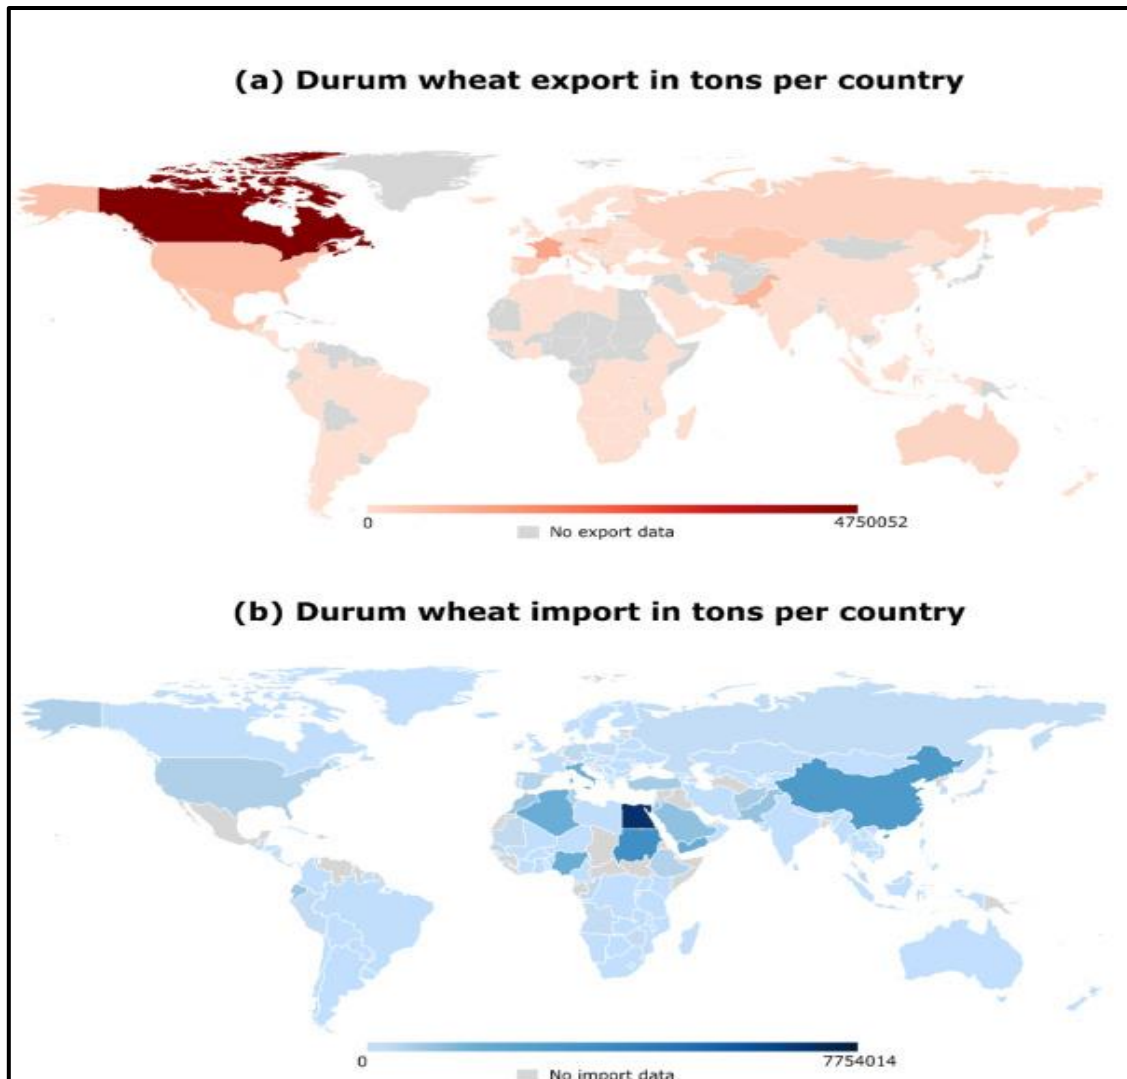 (a) Durum wheat export in tons per country
0 4750052
No export data
(b) Durum wheat import in tons per country
0 7754014
No import data